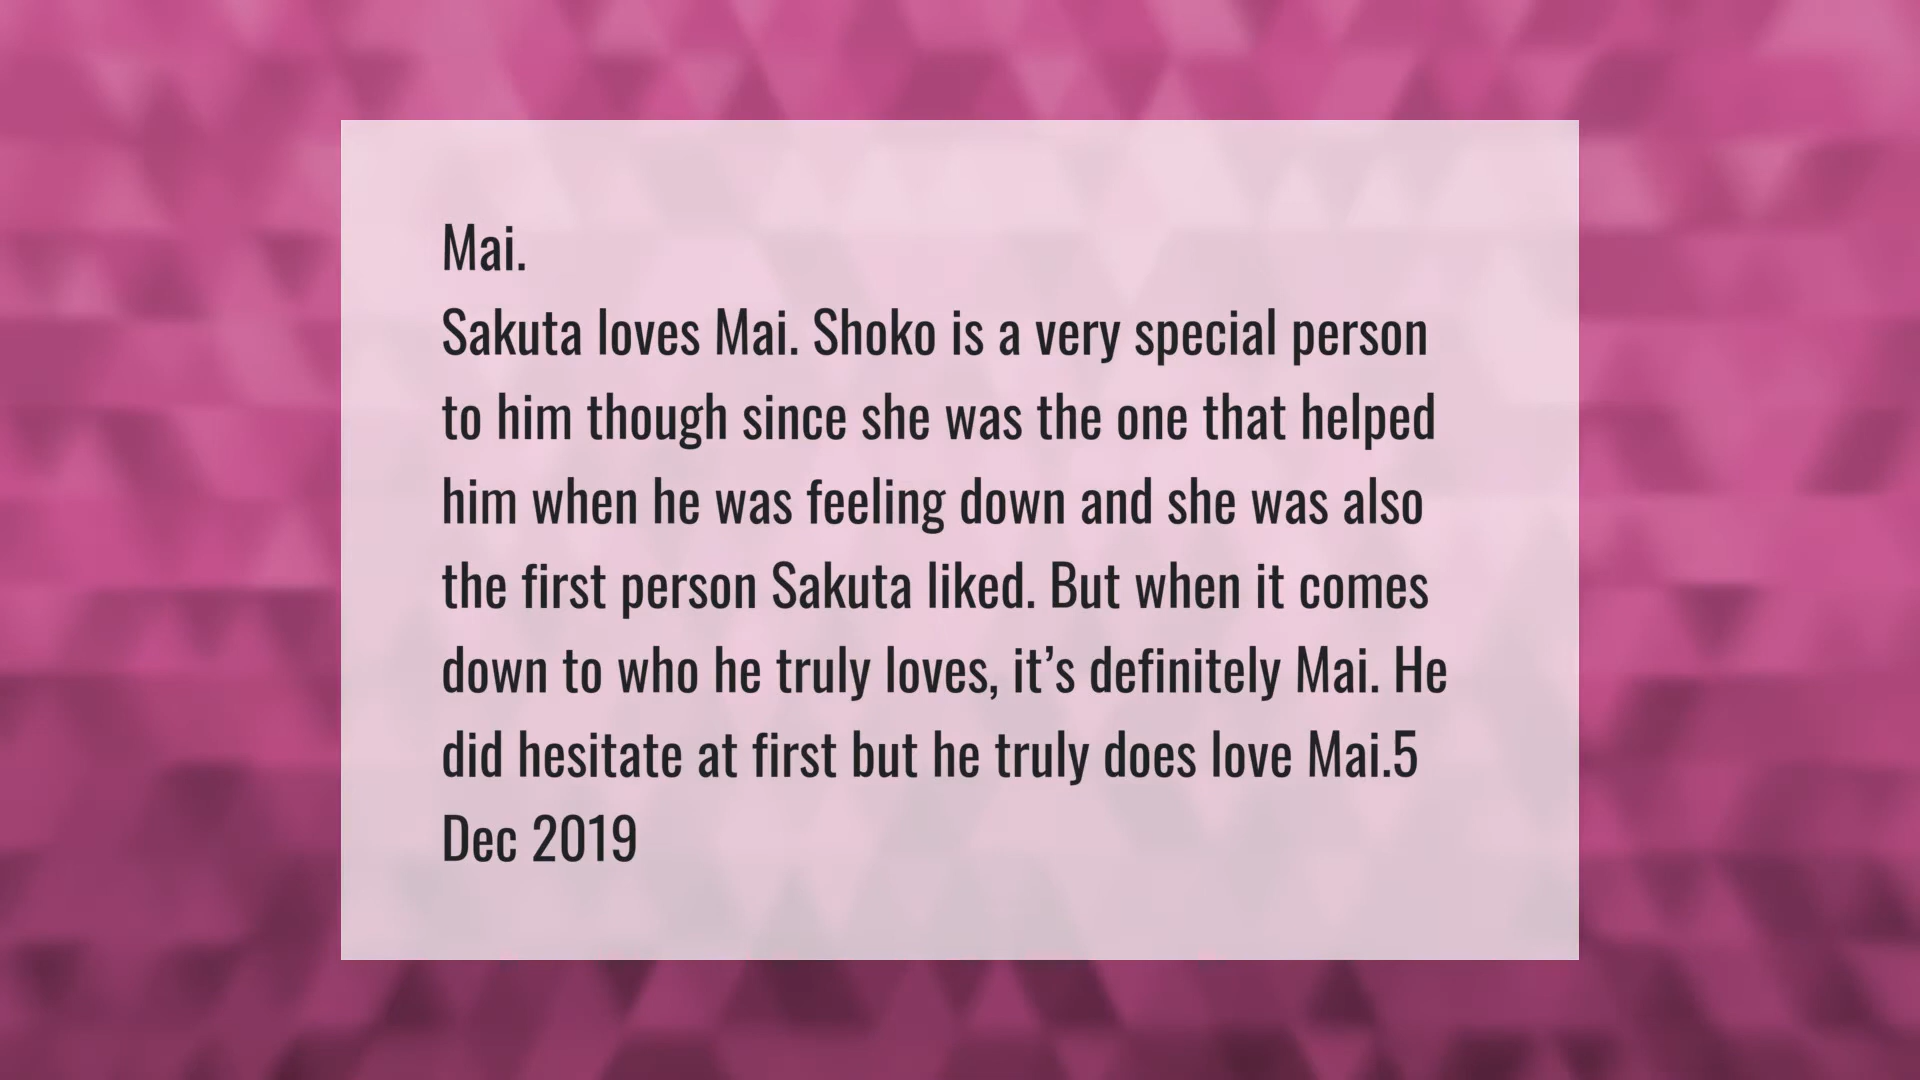 Mai.
Sakuta loves Mai. Shoko is a very special person
to him though since she was the one that helped
him when he was feeling down and she was also
the first person Sakuta liked. But when it comes
down to who he truly loves, it’s definitely Mai. He
did hesitate at first but he truly does love Mai.5
Dec 2019